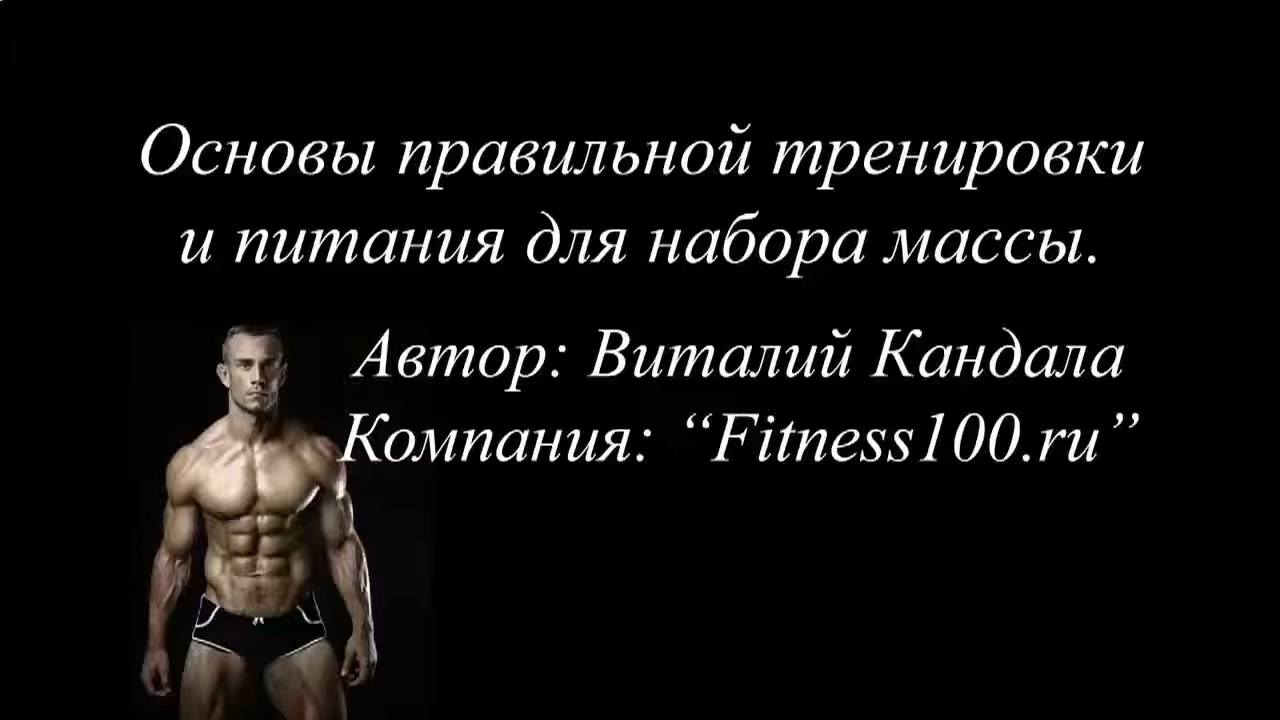 Основы правильной тренировки
и питания для набора массы.
Автор: Виталий Кандала
Компания: “Fitness100.ru”